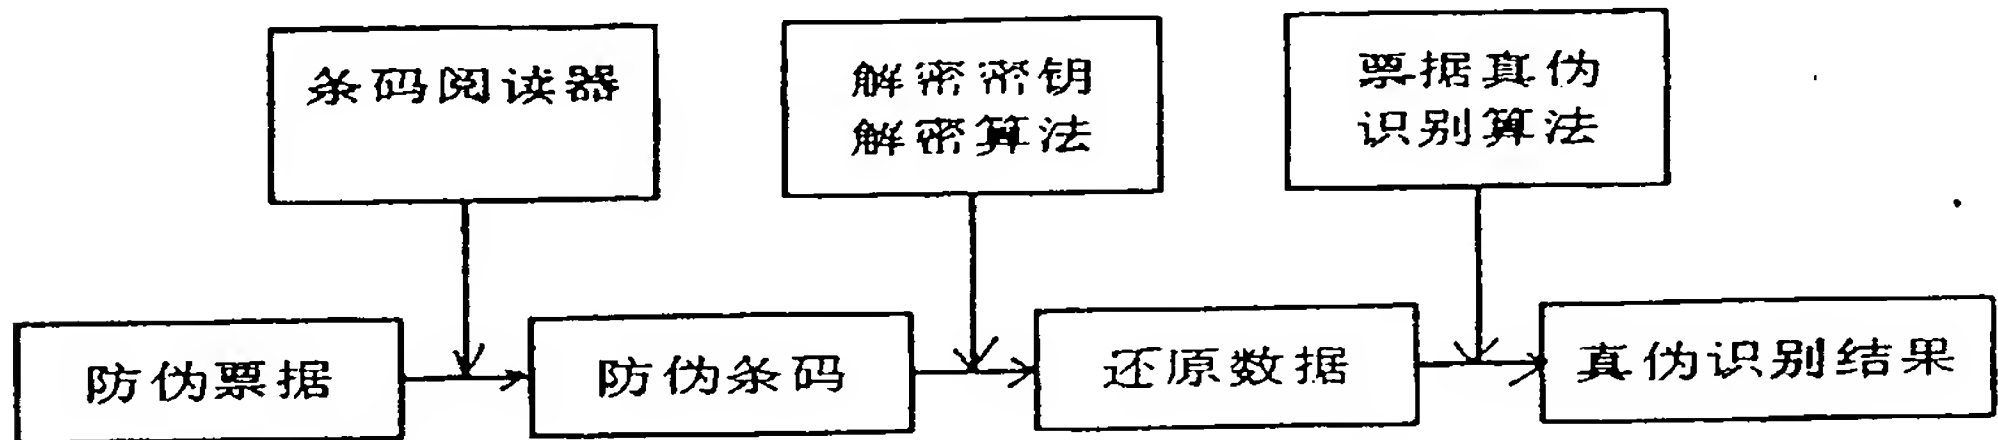 条码阅读器
解密密钥
解密算法
票据真伪
识别算法
防伪票据
防伪条码
还原数据
真伪识别结果